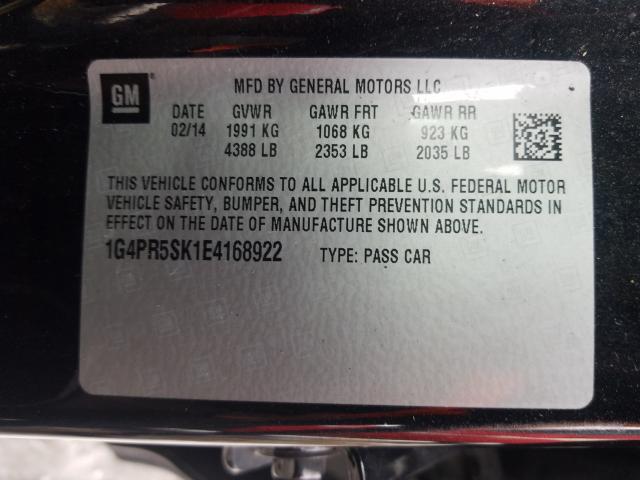 GM
MFD BY GENERAL MOTORS LLC
DATE GVWR GAWR FRT GAWR RR
02/14 1991 KG 1068 KG 923 KG
4388 LB 2353 LB 2035 LB
THIS VEHICLE CONFORMS TO ALL APPLICABLE U.S. FEDERAL MOTOR
VEHICLE SAFETY, BUMPER, AND THEFT PREVENTION STANDARDS IN
EFFECT ON THE DATE OF MANUFACTURE SHOWN ABOVE.
1G4PR5SK1E4168922 TYPE: PASS CAR